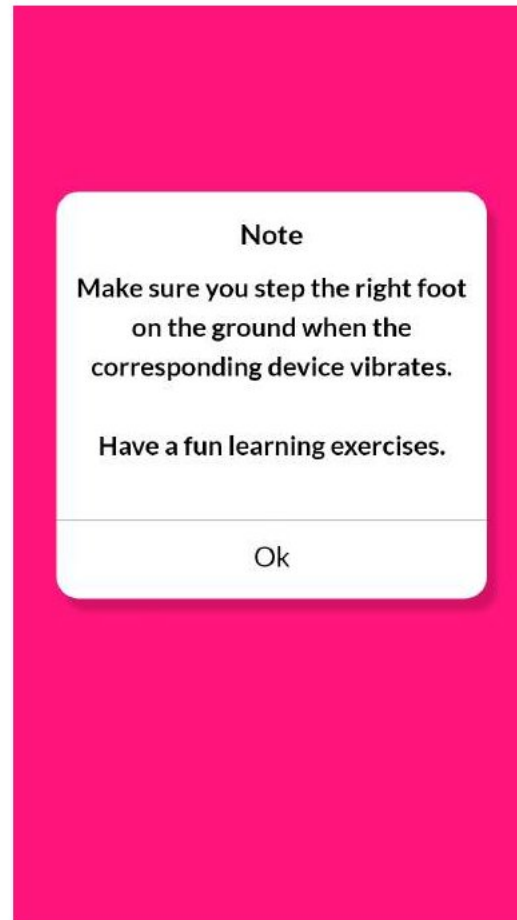 Note
Make sure you step the right foot
on the ground when the
corresponding device vibrates.
Have a fun learning exercises.
Ok